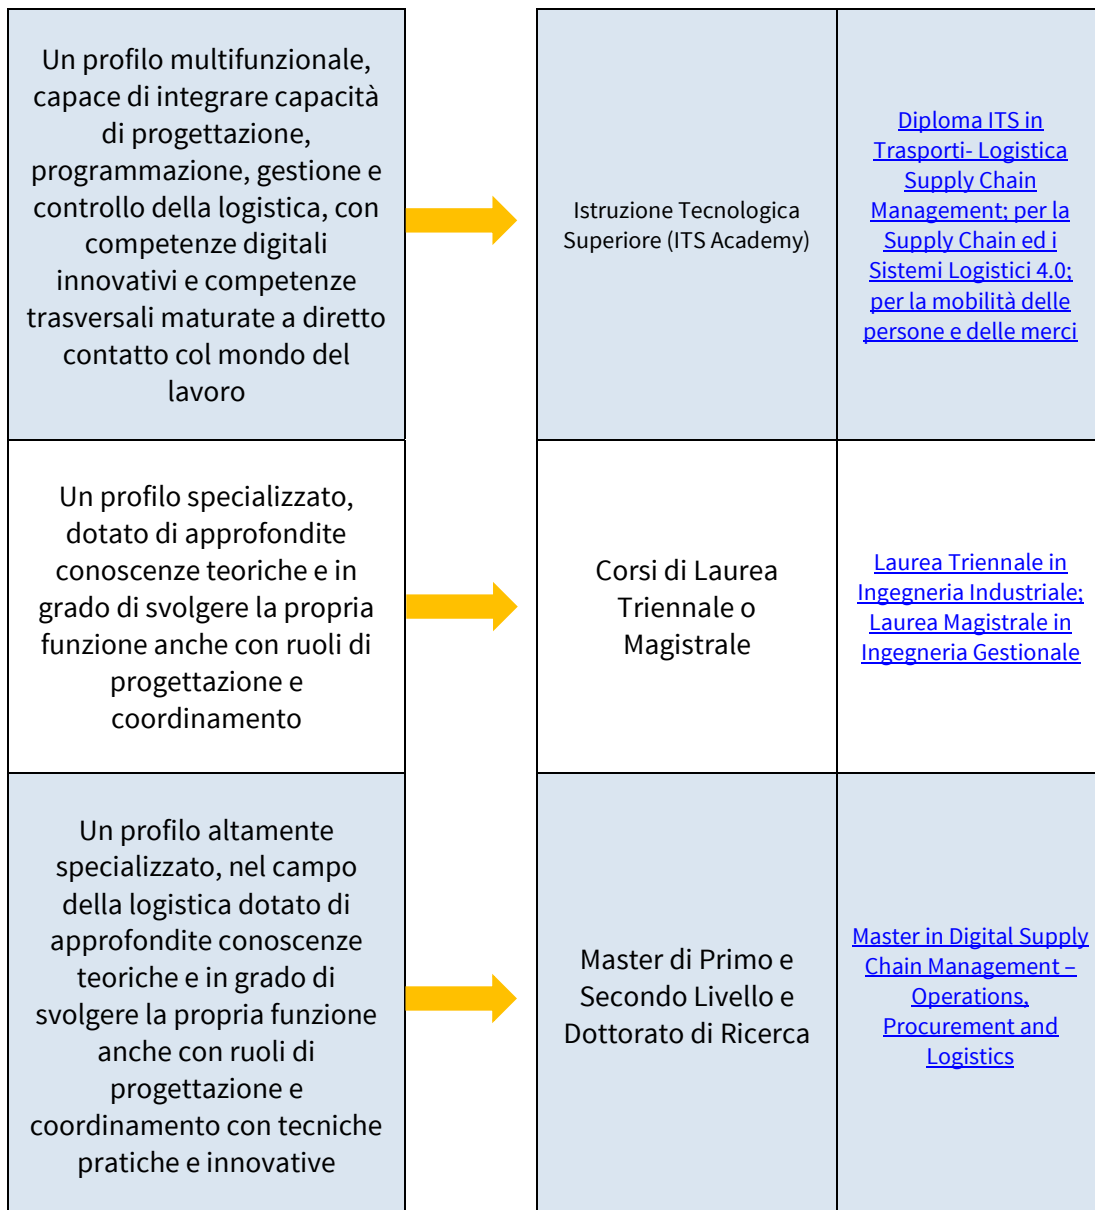 Un profilo multifunzionale,
capace di integrare capacità
di progettazione,
programmazione, gestione e
controllo della logistica, con
competenze digitali
innovativi e competenze
trasversali maturate a diretto
contatto col mondo del
lavoro
Istruzione Tecnologica
Superiore (ITS Academy)
Diploma ITS in
Trasporti- Logistica
Supply Chain
Management; per la
Supply Chain ed i
Sistemi Logistici 4.0;
per la mobilità delle
persone e delle merci
Un profilo specializzato,
dotato di approfondite
conoscenze teoriche e in
grado di svolgere la propria
funzione anche con ruoli di
progettazione e
coordinamento
Corsi di Laurea
Triennale o
Magistrale
Laurea Triennale in
Ingegneria Industriale;
Laurea Magistrale in
Ingegneria Gestionale
Un profilo altamente
specializzato, nel campo
della logistica dotato di
approfondite conoscenze
teoriche e in grado di
svolgere la propria funzione
anche con ruoli di
progettazione e
coordinamento con tecniche
pratiche e innovative
Master di Primo e
Secondo Livello e
Dottorato di Ricerca
Master in Digital Supply
Chain Management –
Operations,
Procurement and
Logistics